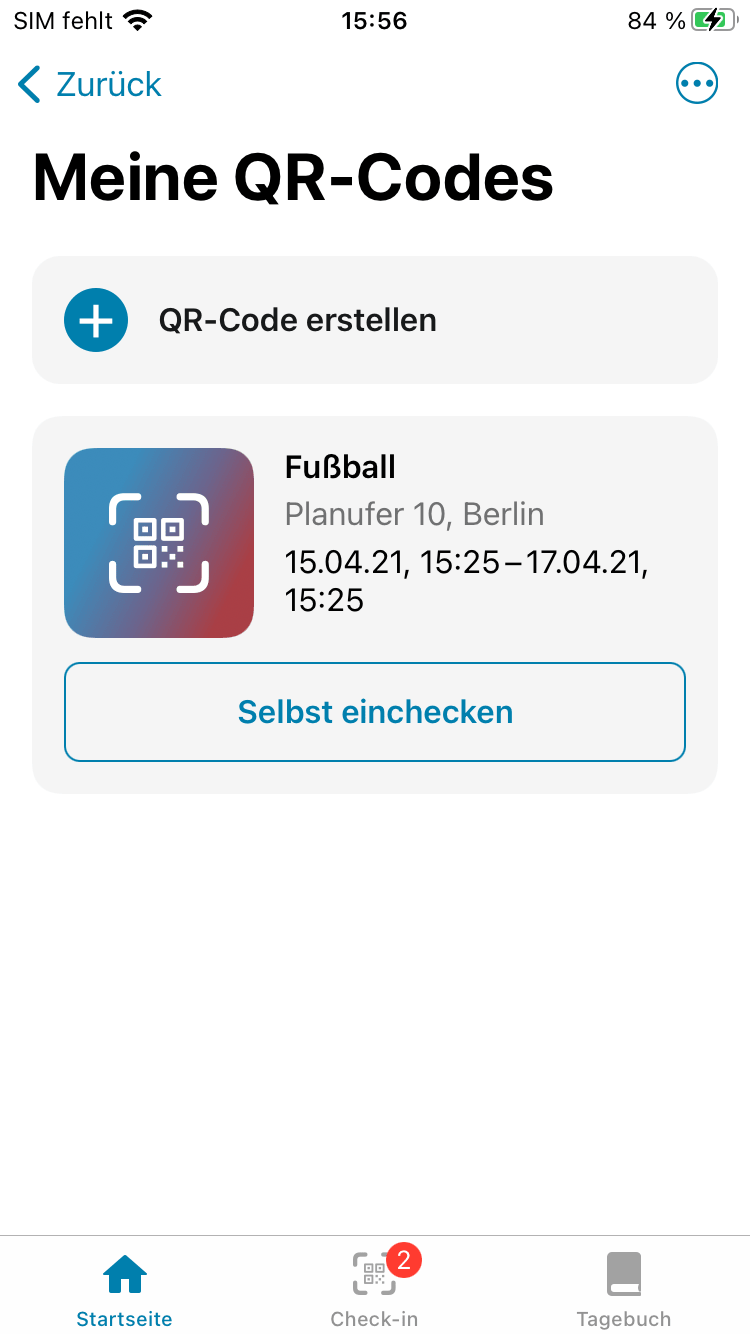 SIM fehlt 15:56 84 %
Zurück
Meine QR-Codes
QR-Code erstellen
Fußball
Planufer 10, Berlin
15.04.21, 15:25 – 17.04.21,
15:25
Selbst einchecken
2
Startseite Check-in Tagebuch